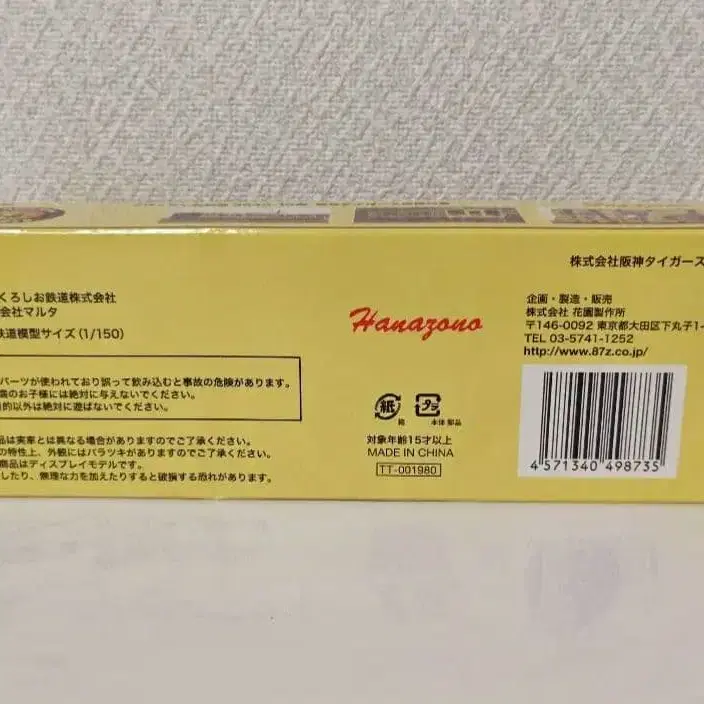 くろしお鉄道株式会社
会社マルタ
鉄道模型サイズ(1/150)
パーツが使われており誤って飲み込むと事故の危険があります。
のお子様には絶対に与えないでください。
的以外は絶対に遊ばないでください。
品は実際とは異なる場合がありますのでご了承ください。
の特性上、外観にはバラツキがありますのでご了承ください。
商品はディスプレイモデルです。
したり、無理な力を加えたりすると破損する恐れがあります。
Hanazono
紙
箱
プラ
本体 部品
対象年齢15才以上
MADE IN CHINA
TT-001980
株式会社阪神タイガース
企画・製造・販売
株式会社 花園製作所
〒146-0092 東京都大田区下丸子1-
TEL 03-5741-1252
http://www.87z.co.jp/
4 571340 498735